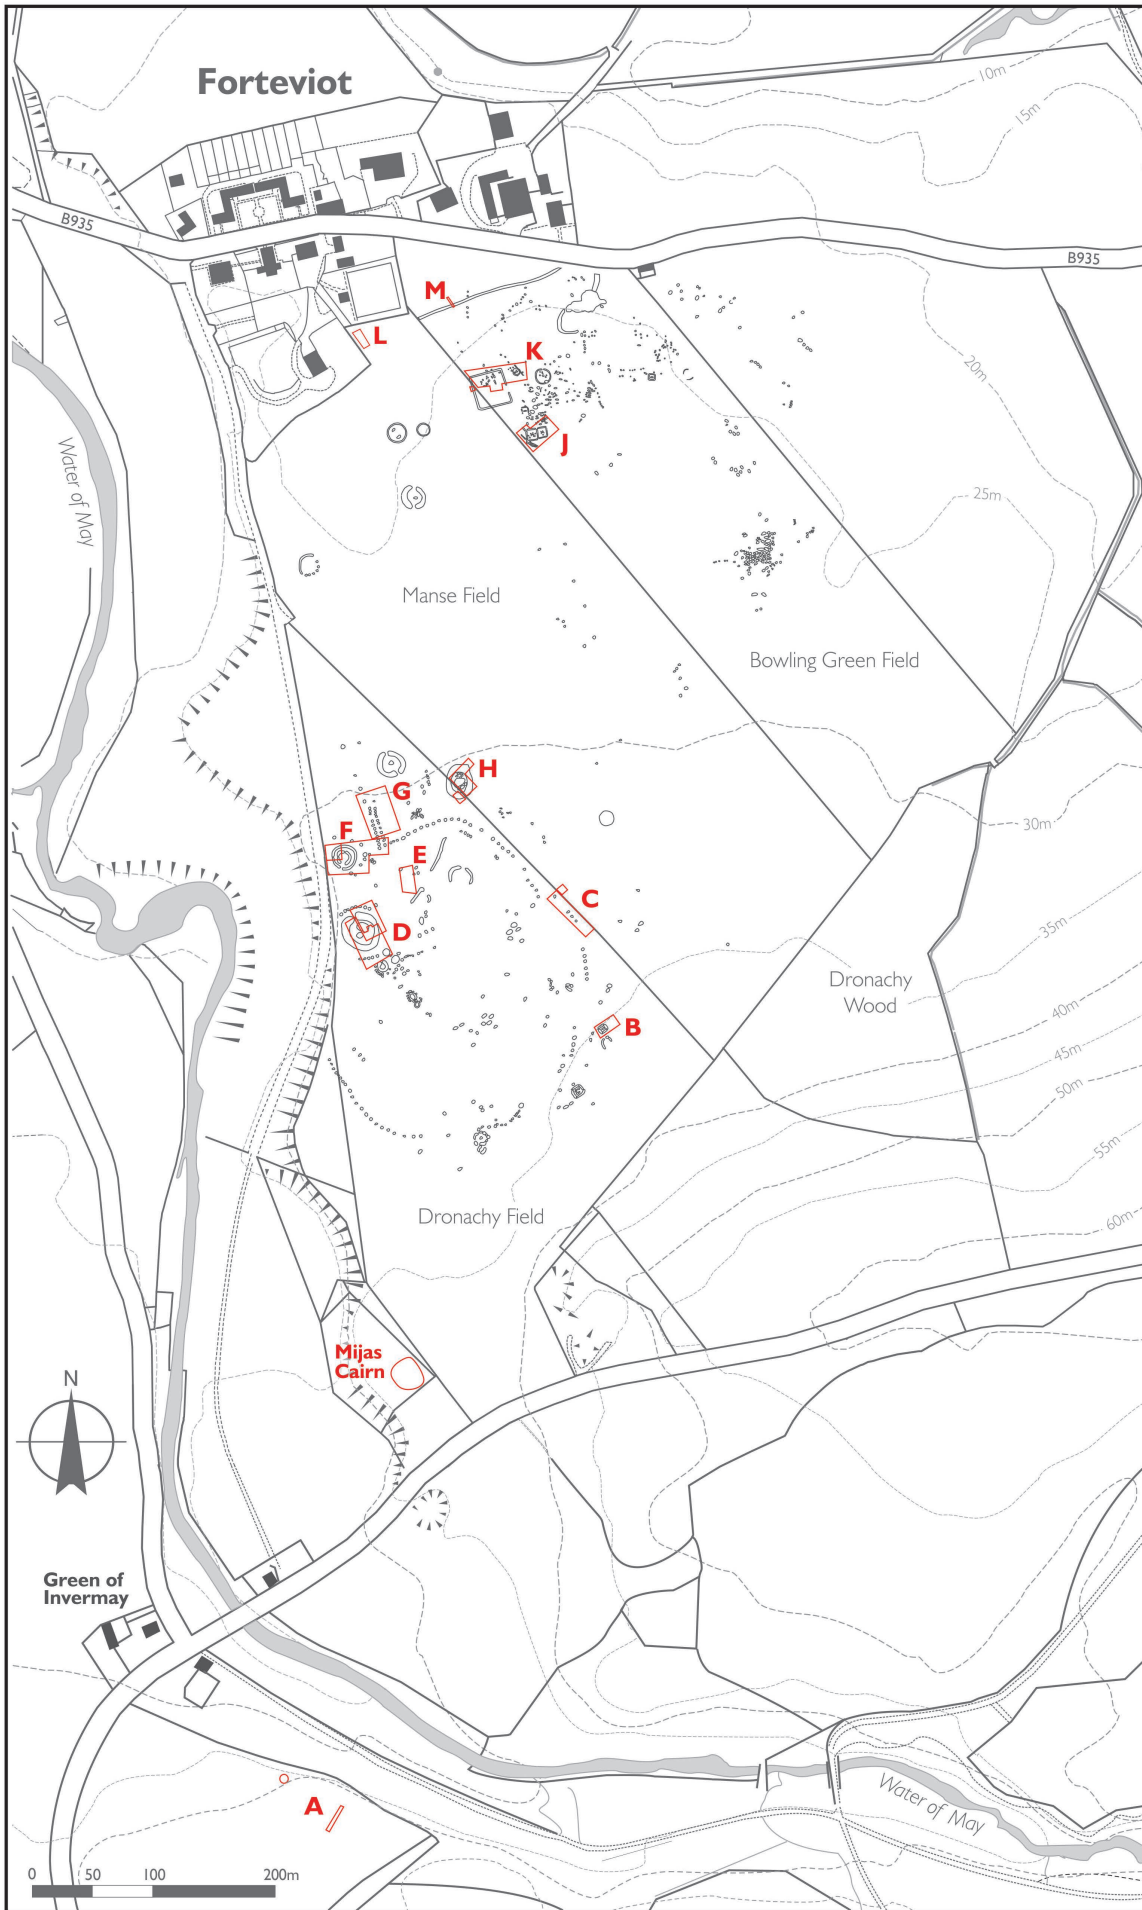 Forteviot
10m
15m
B935
B935
M
L
K
20m
J
Water of May
25m
Manse Field
Bowling Green Field
H
G
30m
F
E
C
35m
D
Dronachy
Wood
40m
B
45m
50m
55m
Dronachy Field
60m
Mijas
Cairn
N
Green of
Invermay
Water of May
A
0 50 100 200m